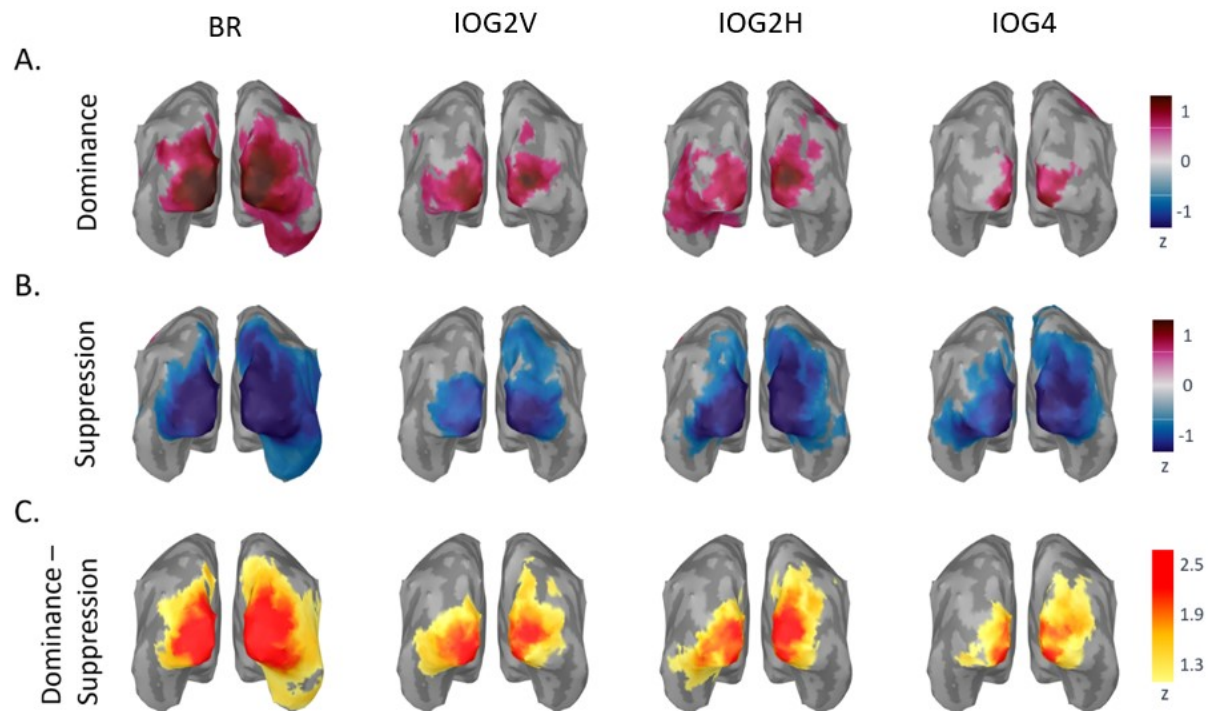 BR IOG2V IOG2H IOG4
A.
Dominance
1
0
-1
z
B.
Suppression
1
0
-1
z
C.
Dominance –
Suppression
2.5
1.9
1.3
z